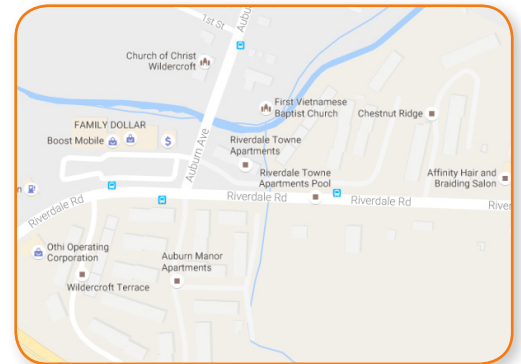 1st St
Aubu
Church of Christ
Wildercroft
FAMILY DOLLAR
Boost Mobile
$
First Vietnamese
Baptist Church
Chestnut Ridge
Auburn Ave
Riverdale Towne
Apartments
Riverdale Towne
Apartments Pool
Affinity Hair and
Braiding Salon
n
Riverdale Rd
Riverdale Rd
Riverdale Rd
River
Othi Operating
Corporation
Auburn Manor
Apartments
Wildercroft Terrace